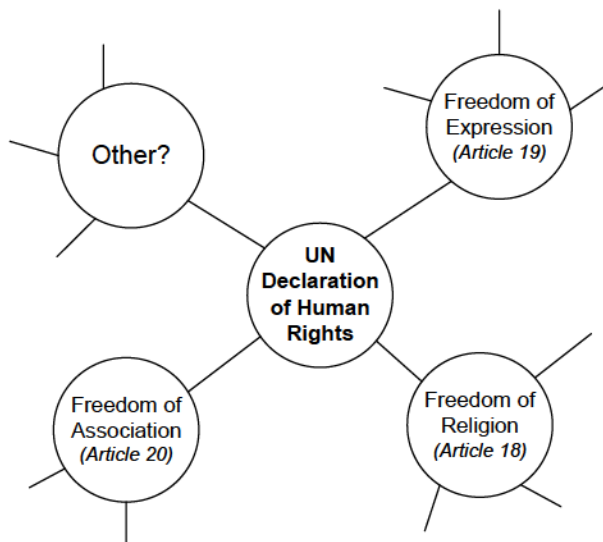 Other?
Freedom of
Expression
(Article 19)
UN
Declaration
of Human
Rights
Freedom of
Association
(Article 20)
Freedom of
Religion
(Article 18)